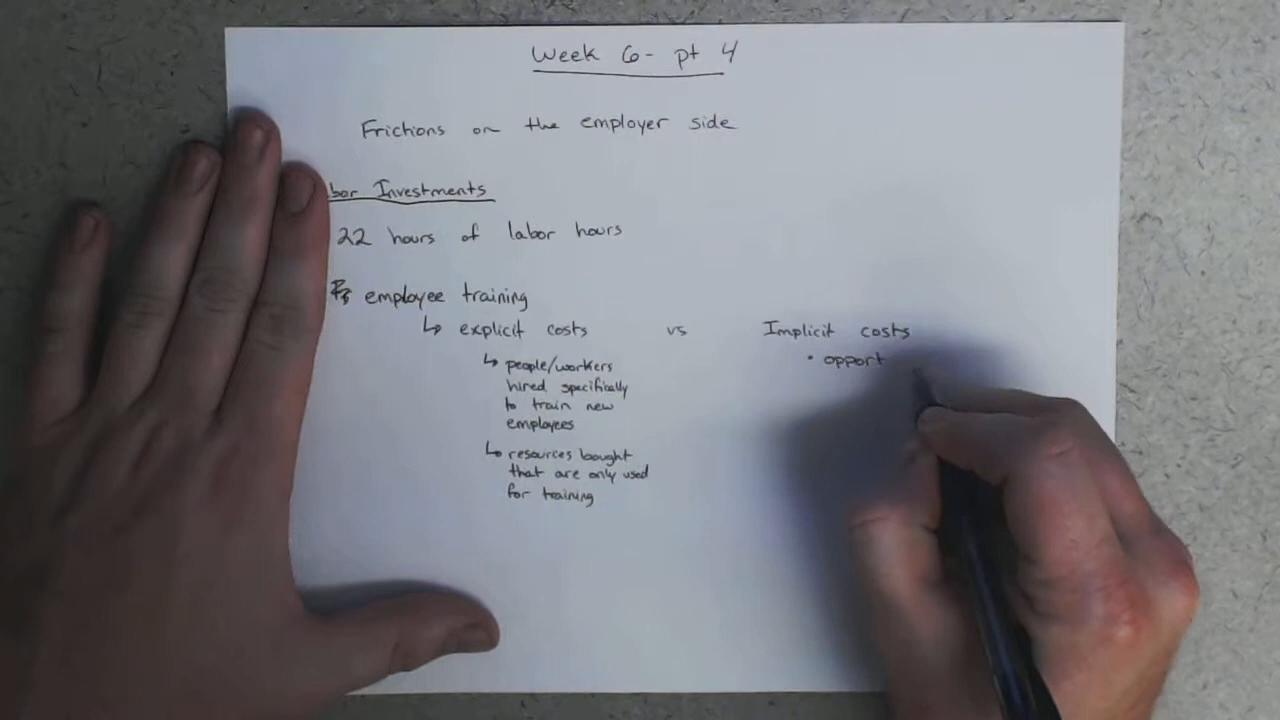 Week 6- pt 4
Frictions on the employer side
bor Investments
22 hours of labor hours
employee training
↳ explicit costs vs Implicit costs
↳ people/workers
hired specifically
to train new
employees
↳ resources bought
that are only used
for training
• opport